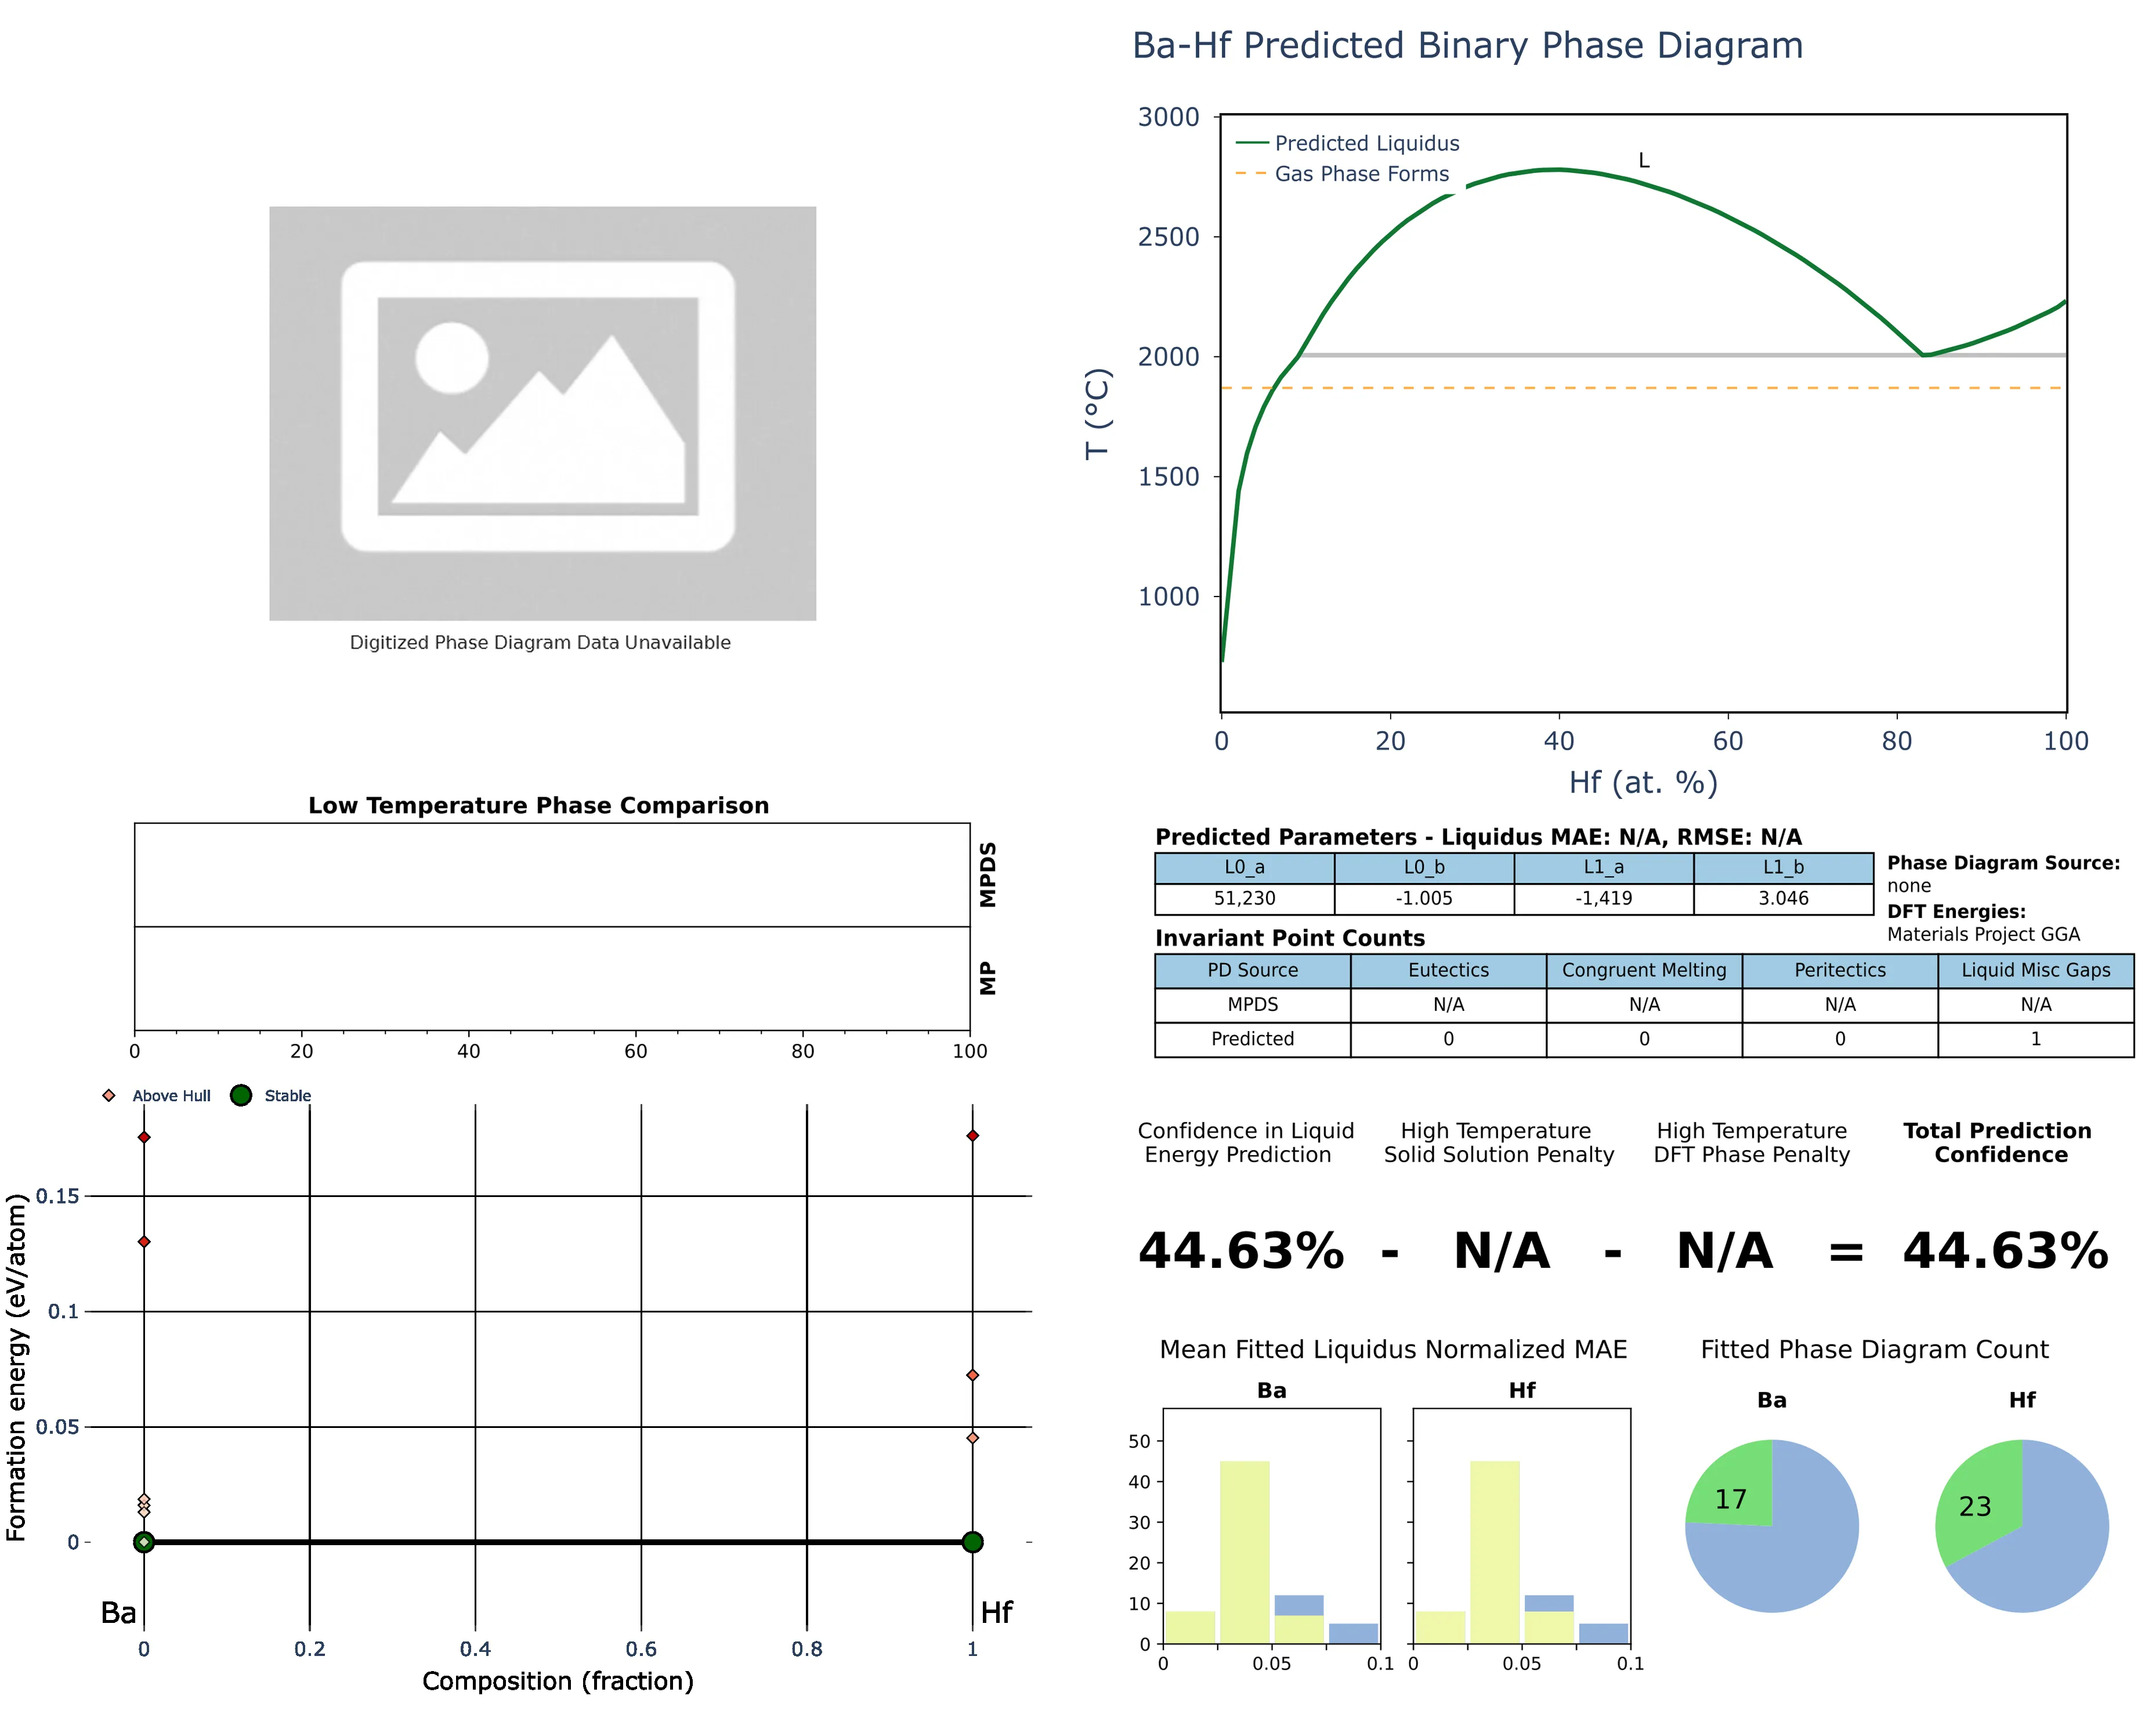 Ba-Hf Predicted Binary Phase Diagram
3000
2500
2000
1500
1000
T (°C)
Predicted Liquidus
Gas Phase Forms
L
0 20 40 60 80 100
Hf (at. %)
Digitized Phase Diagram Data Unavailable
Low Temperature Phase Comparison
MPDS
MP
0 20 40 60 80 100
Predicted Parameters - Liquidus MAE: N/A, RMSE: N/A
L0_a L0_b L1_a L1_b
51,230 -1.005 -1,419 3.046
Phase Diagram Source:
none
DFT Energies:
Materials Project GGA
Invariant Point Counts
PD Source Eutectics Congruent Melting Peritectics Liquid Misc Gaps
MPDS N/A N/A N/A N/A
Predicted 0 0 0 1
Above Hull Stable
0.15
0.1
0.05
0
Formation energy (eV/atom)
Ba Hf
0 0.2 0.4 0.6 0.8 1
Composition (fraction)
Confidence in Liquid
Energy Prediction
High Temperature
Solid Solution Penalty
High Temperature
DFT Phase Penalty
Total Prediction
Confidence
44.63% - N/A - N/A = 44.63%
Mean Fitted Liquidus Normalized MAE
Ba Hf
50
40
30
20
10
0
0 0.05 0.1 0 0.05 0.1
Fitted Phase Diagram Count
Ba Hf
17 23